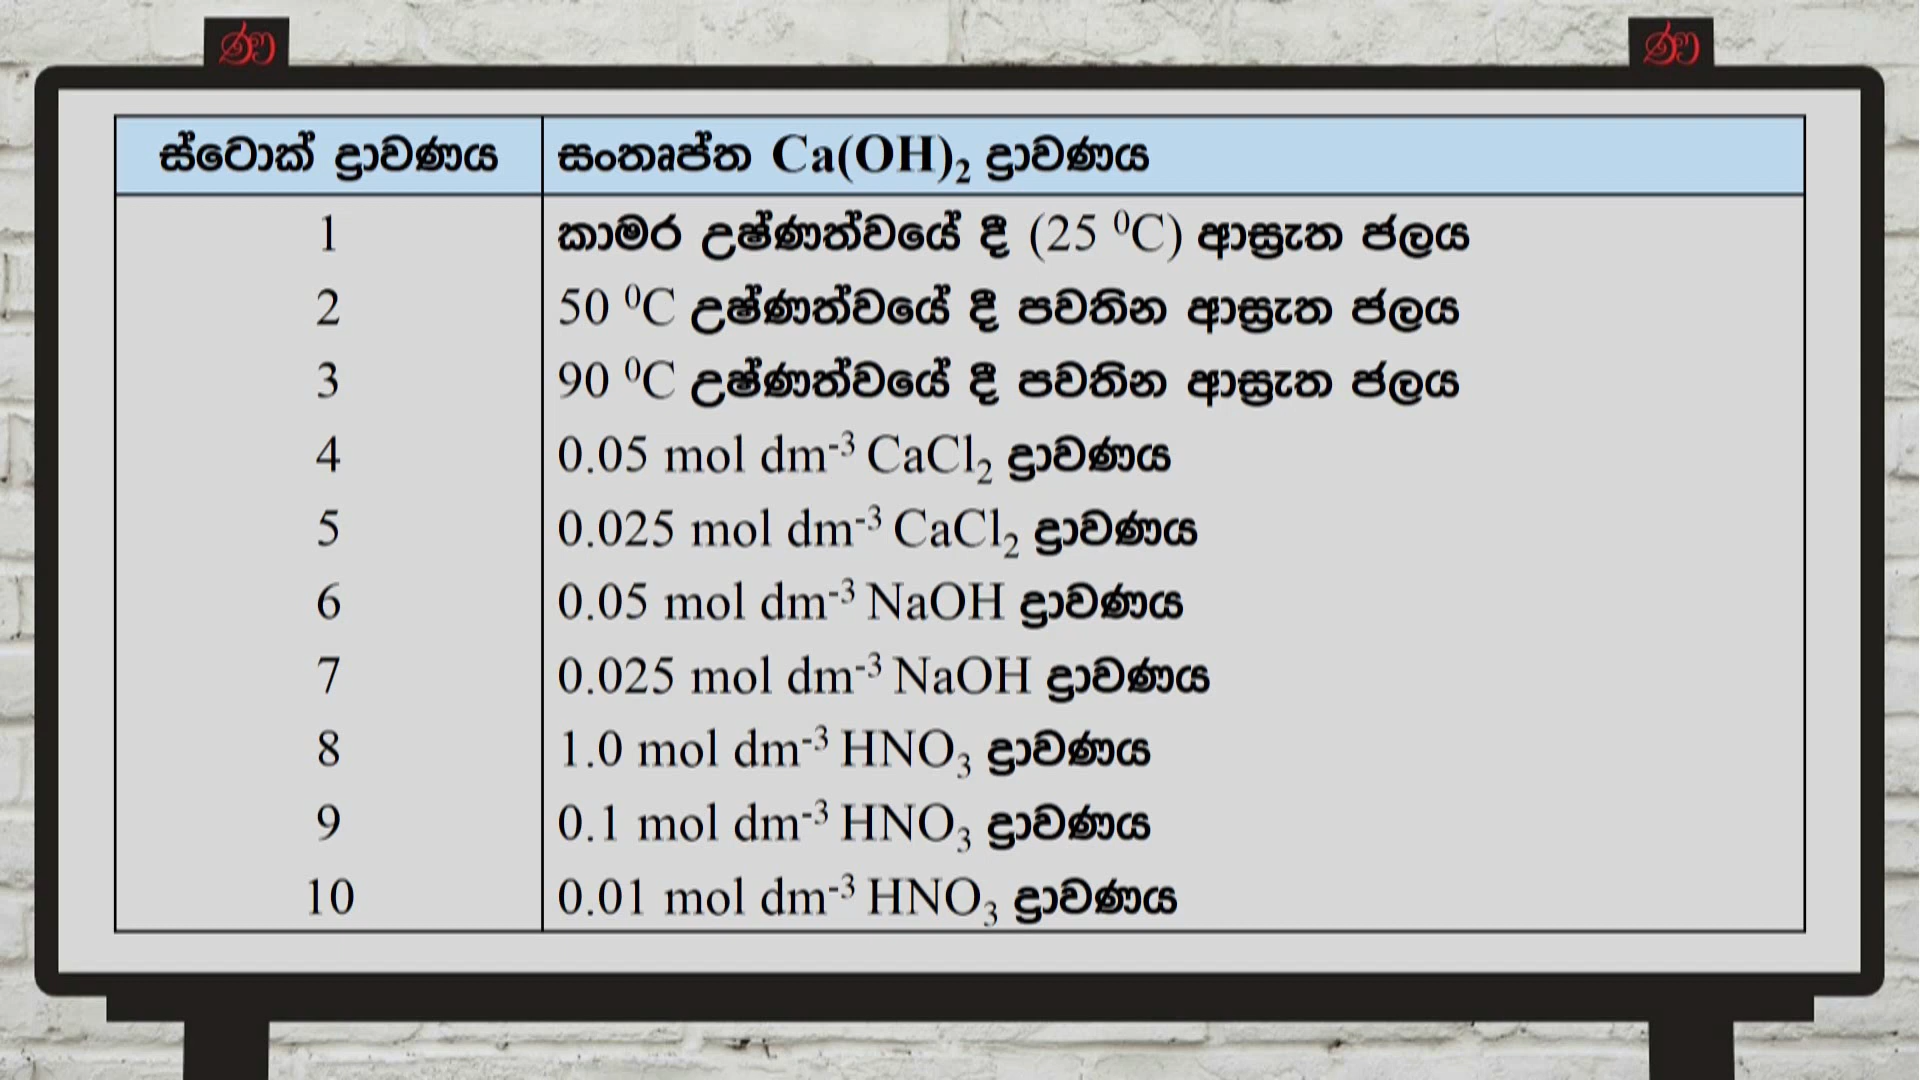 ණ ණ
ස්ටොක් ද්‍රාවණය සංතෘප්ත Ca(OH)₂ ද්‍රාවණය
1 කාමර උෂ්ණත්වයේ දී (25 ⁰C) ආස්‍රැත ජලය
2 50 ⁰C උෂ්ණත්වයේ දී පවතින ආස්‍රැත ජලය
3 90 ⁰C උෂ්ණත්වයේ දී පවතින ආස්‍රැත ජලය
4 0.05 mol dm⁻³ CaCl₂ ද්‍රාවණය
5 0.025 mol dm⁻³ CaCl₂ ද්‍රාවණය
6 0.05 mol dm⁻³ NaOH ද්‍රාවණය
7 0.025 mol dm⁻³ NaOH ද්‍රාවණය
8 1.0 mol dm⁻³ HNO₃ ද්‍රාවණය
9 0.1 mol dm⁻³ HNO₃ ද්‍රාවණය
10 0.01 mol dm⁻³ HNO₃ ද්‍රාවණය